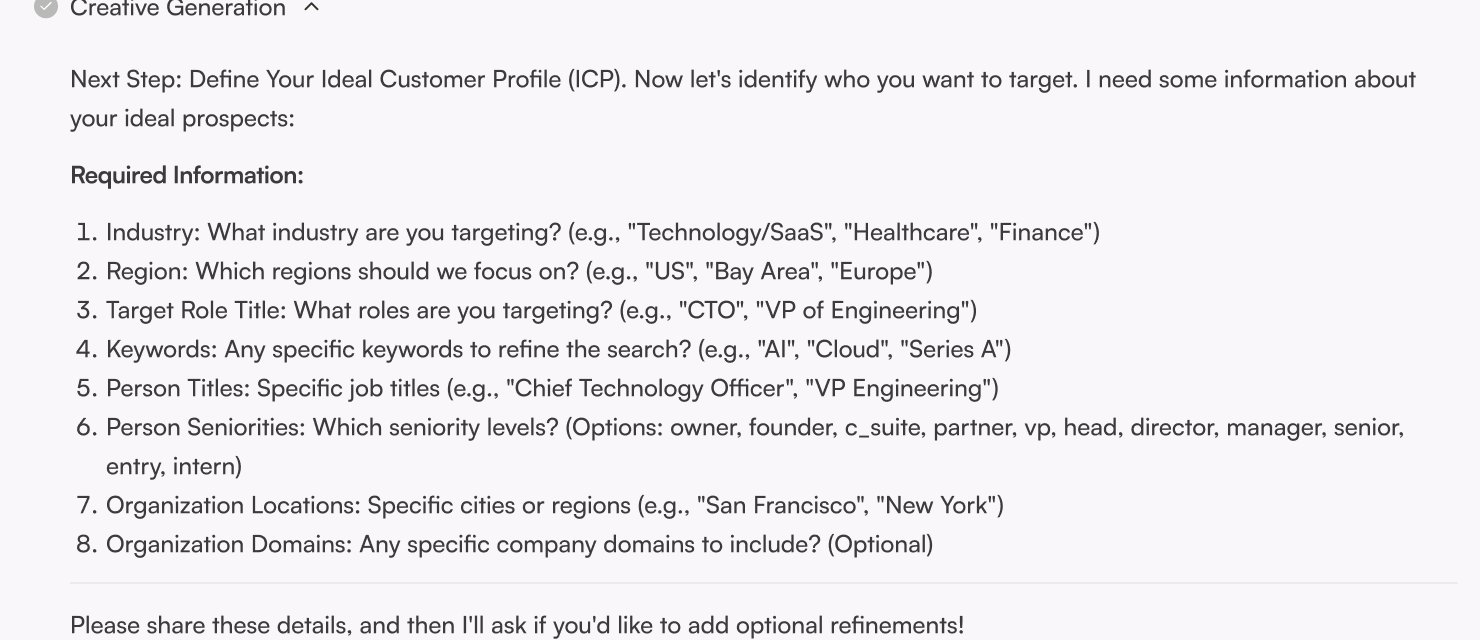 Creative Generation
Next Step: Define Your Ideal Customer Profile (ICP). Now let's identify who you want to target. I need some information about
your ideal prospects:
Required Information:
1. Industry: What industry are you targeting? (e.g., "Technology/SaaS", "Healthcare", "Finance")
2. Region: Which regions should we focus on? (e.g., "US", "Bay Area", "Europe")
3. Target Role Title: What roles are you targeting? (e.g., "CTO", "VP of Engineering")
4. Keywords: Any specific keywords to refine the search? (e.g., "AI", "Cloud", "Series A")
5. Person Titles: Specific job titles (e.g., "Chief Technology Officer", "VP Engineering")
6. Person Seniorities: Which seniority levels? (Options: owner, founder, c_suite, partner, vp, head, director, manager, senior,
entry, intern)
7. Organization Locations: Specific cities or regions (e.g., "San Francisco", "New York")
8. Organization Domains: Any specific company domains to include? (Optional)
Please share these details, and then I'll ask if you'd like to add optional refinements!